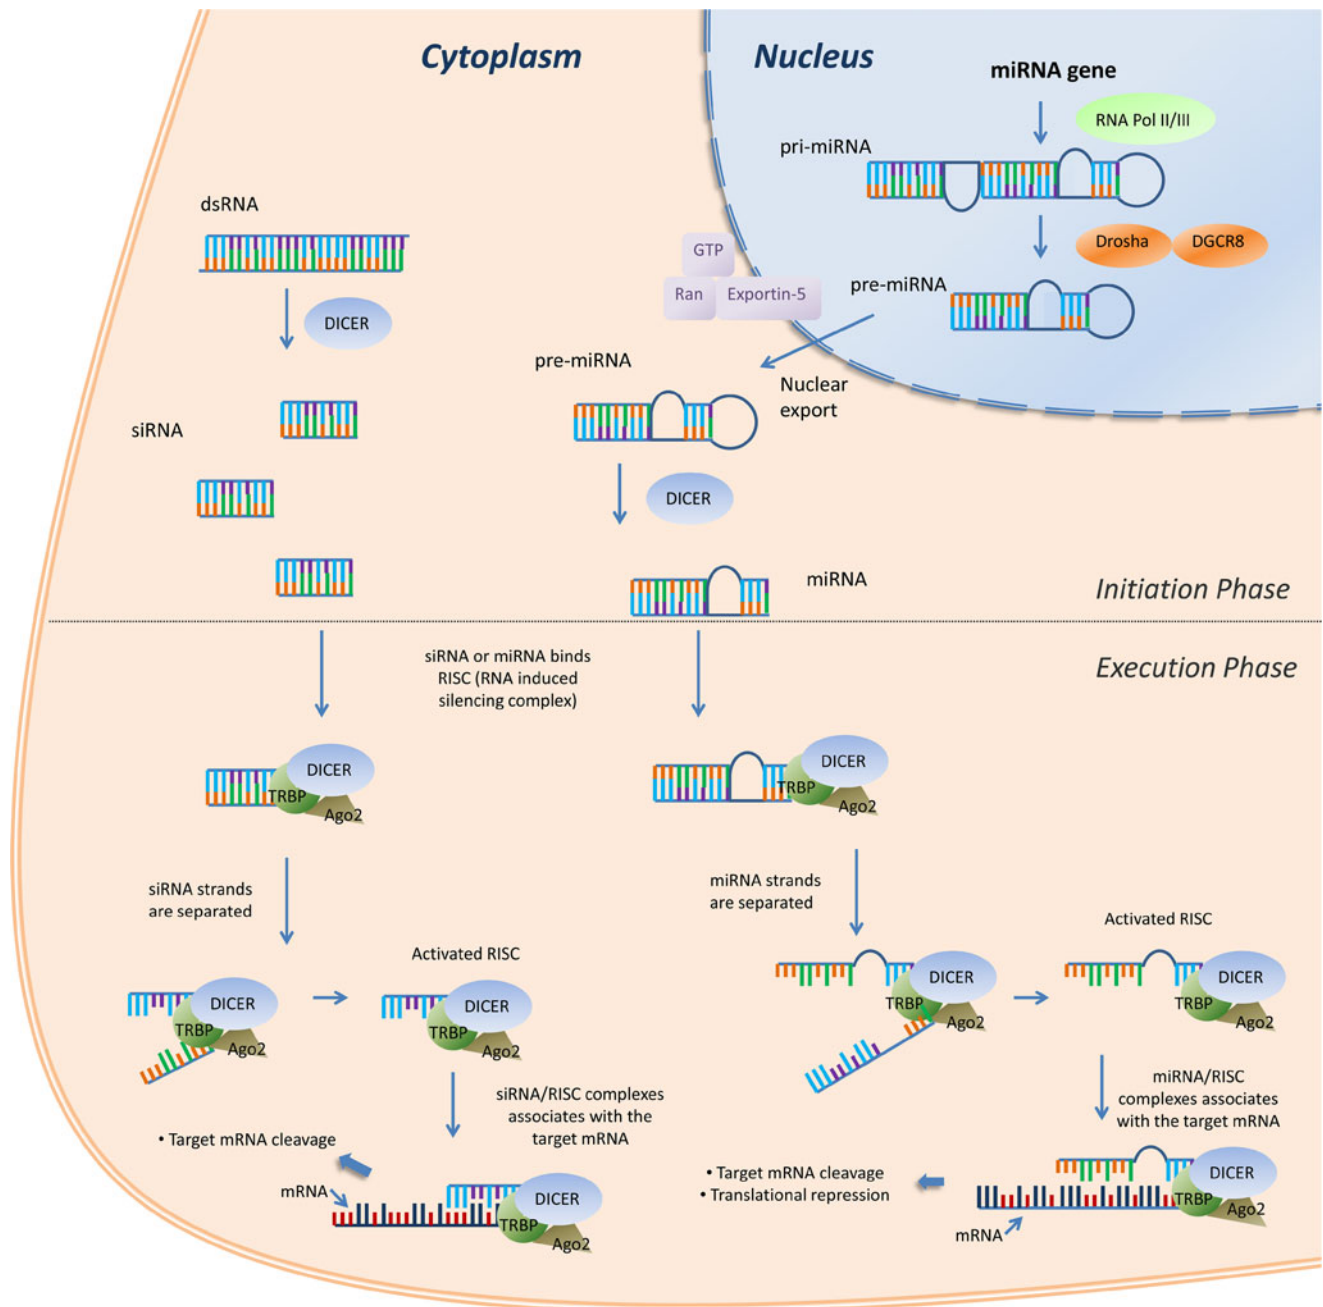 Cytoplasm
Nucleus
miRNA gene
RNA Pol II/III
pri-miRNA
dsRNA
Drosha
DGCR8
GTP
Ran
Exportin-5
pre-miRNA
DICER
pre-miRNA
Nuclear
export
siRNA
DICER
miRNA
Initiation Phase
siRNA or miRNA binds
RISC (RNA induced
silencing complex)
Execution Phase
DICER
TRBP
Ago2
DICER
TRBP
Ago2
siRNA strands
are separated
miRNA strands
are separated
Activated RISC
Activated RISC
DICER
TRBP
Ago2
DICER
TRBP
Ago2
DICER
TRBP
Ago2
DICER
TRBP
Ago2
siRNA/RISC complexes
associates with the
target mRNA
miRNA/RISC
complexes associates
with the target mRNA
• Target mRNA cleavage
mRNA
DICER
TRBP
Ago2
• Target mRNA cleavage
• Translational repression
DICER
TRBP
Ago2
mRNA